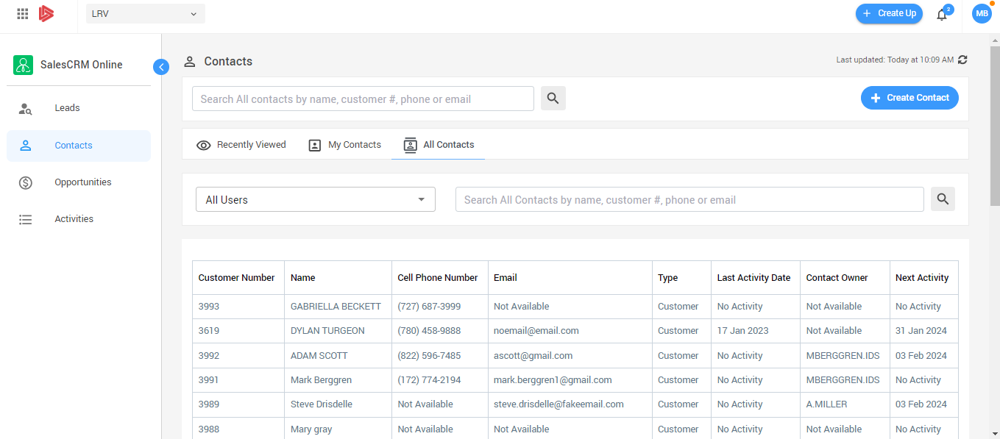 LRV
Create Up
2
MB
SalesCRM Online
Leads
Contacts
Opportunities
Activities
Contacts
Last updated: Today at 10:09 AM
Search All contacts by name, customer #, phone or email
Create Contact
Recently Viewed My Contacts All Contacts
All Users
Search All Contacts by name, customer #, phone or email
Customer Number Name Cell Phone Number Email Type Last Activity Date Contact Owner Next Activity
3993 GABRIELLA BECKETT (727) 687-3999 Not Available Customer No Activity Not Available No Activity
3619 DYLAN TURGEON (780) 458-9888 noemail@email.com Customer 17 Jan 2023 Not Available 31 Jan 2024
3992 ADAM SCOTT (822) 596-7485 ascott@gmail.com Customer No Activity MBERGGREN.IDS 03 Feb 2024
3991 Mark Berggren (172) 774-2194 mark.berggren1@gmail.com Customer No Activity MBERGGREN.IDS No Activity
3989 Steve Drisdelle Not Available steve.drisdelle@fakeemail.com Customer No Activity A.MILLER 03 Feb 2024
3988 Mary gray Not Available Not Available Customer No Activity Not Available No Activity